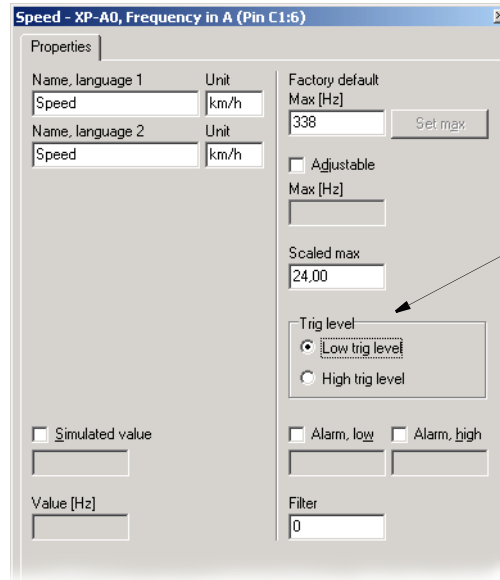 Speed - XP-A0, Frequency in A (Pin C1:6)
Properties
Name, language 1
Unit
Speed
km/h
Name, language 2
Unit
Speed
km/h
Simulated value
Value [Hz]
Factory default
Max [Hz]
338
Set max
Adjustable
Max [Hz]
Scaled max
24,00
Trig level
Low trig level
High trig level
Alarm, low
Alarm, high
Filter
0